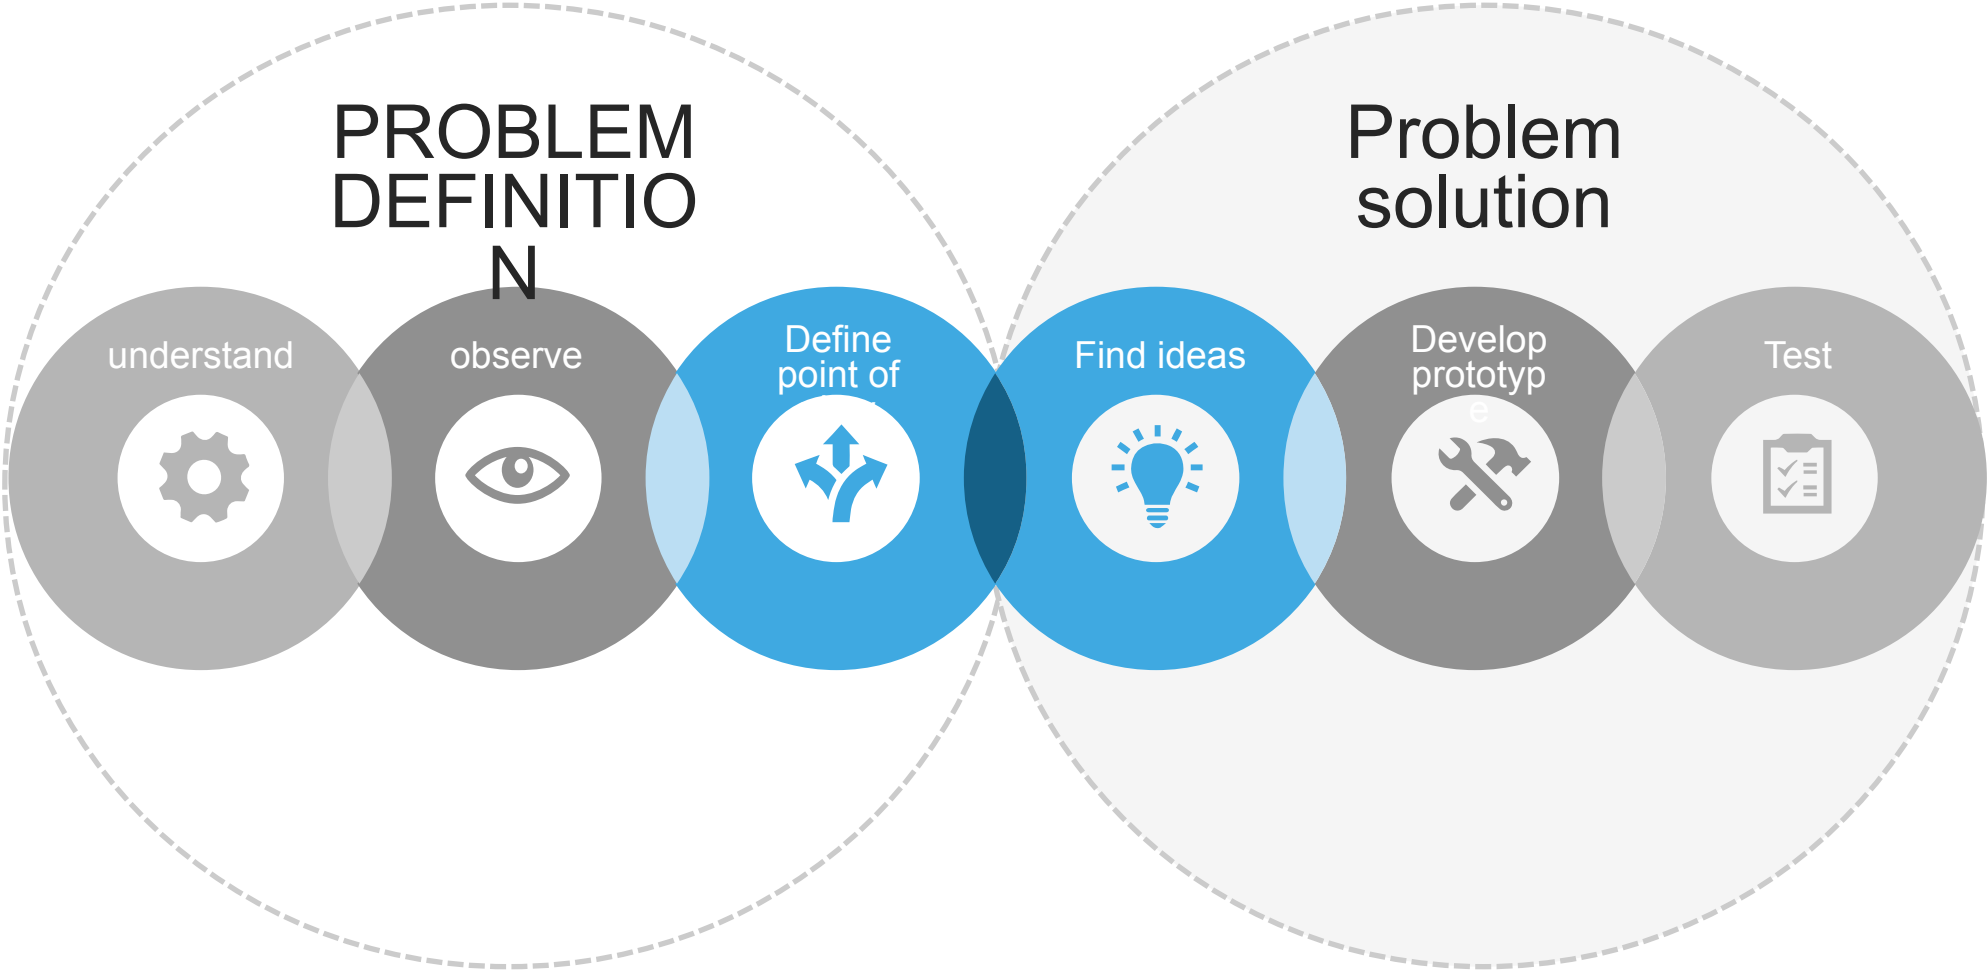 PROBLEM
DEFINITIO
N
Problem
solution
understand
observe
Define
point of
Find ideas
Develop
prototyp
e
Test